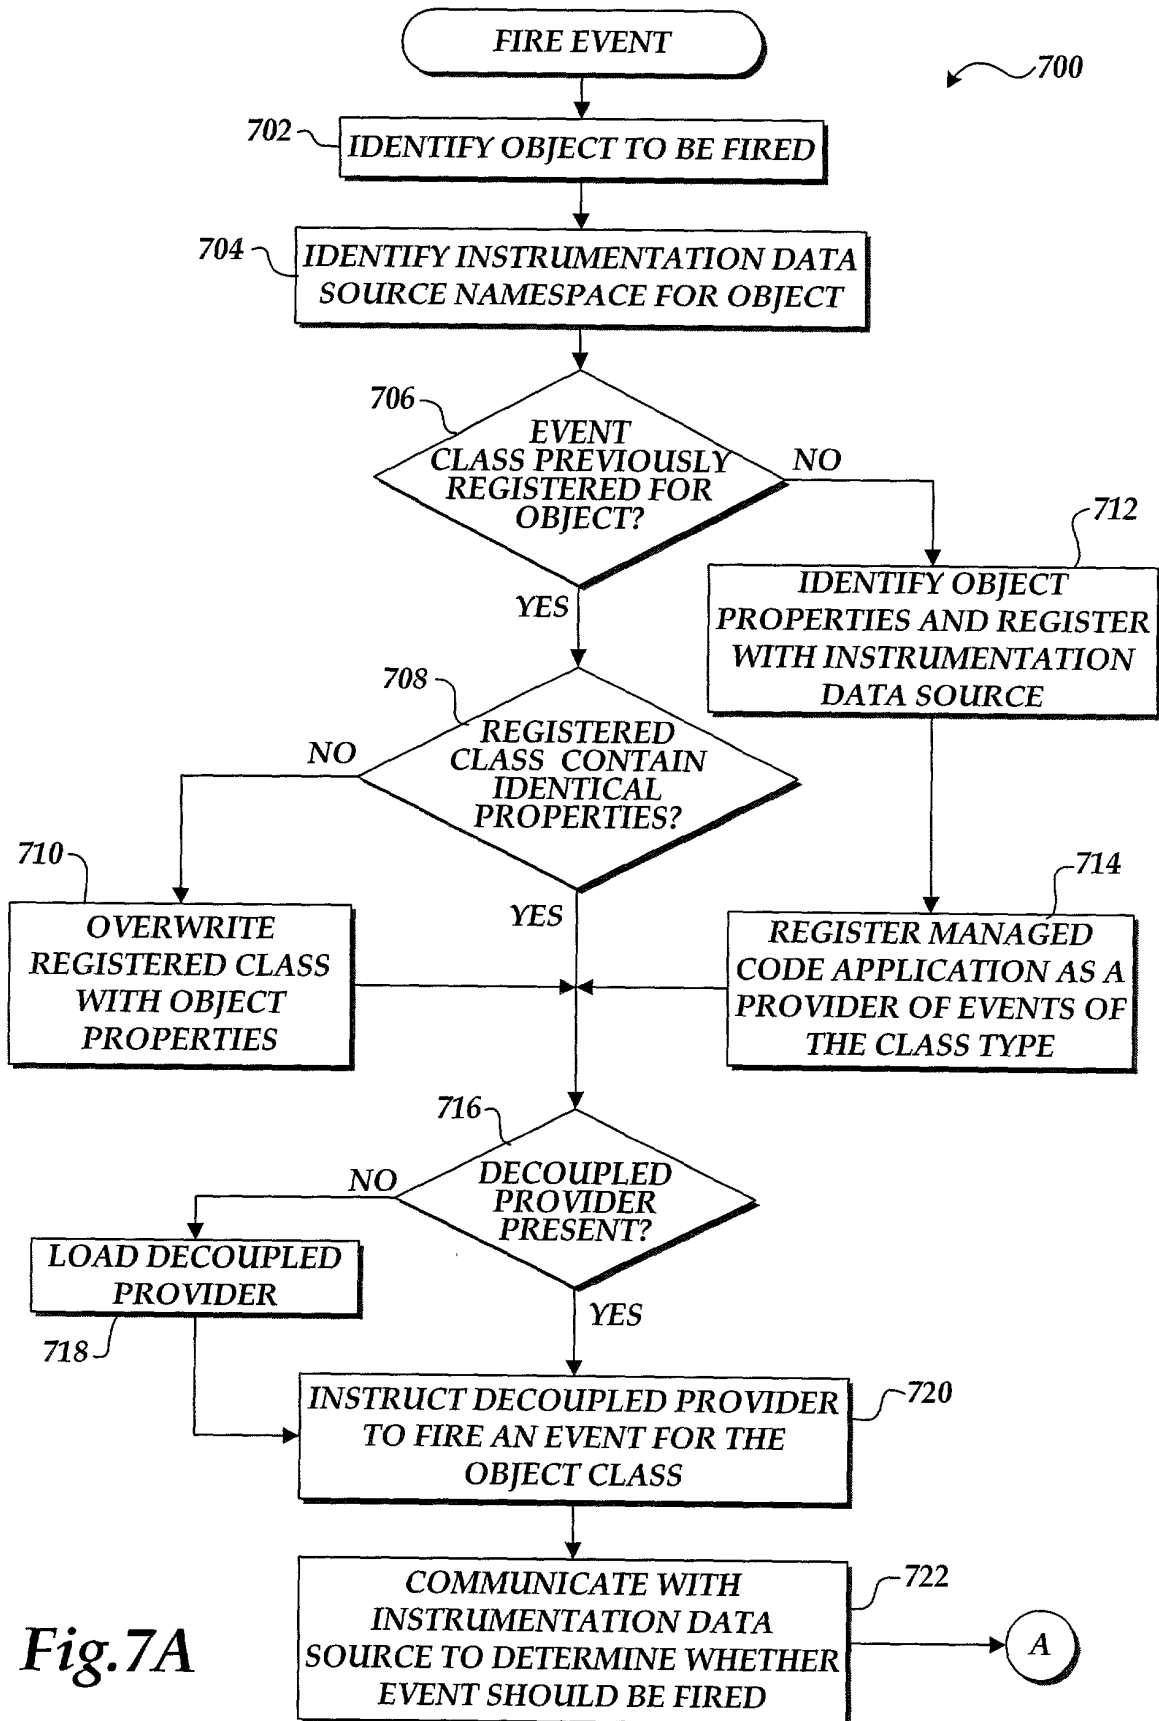 FIRE EVENT
700
702
IDENTIFY OBJECT TO BE FIRED
704
IDENTIFY INSTRUMENTATION DATA
SOURCE NAMESPACE FOR OBJECT
706
EVENT
CLASS PREVIOUSLY
REGISTERED FOR
OBJECT?
NO
YES
712
IDENTIFY OBJECT
PROPERTIES AND REGISTER
WITH INSTRUMENTATION
DATA SOURCE
708
REGISTERED
CLASS CONTAIN
IDENTICAL
PROPERTIES?
NO
YES
710
OVERWRITE
REGISTERED CLASS
WITH OBJECT
PROPERTIES
714
REGISTER MANAGED
CODE APPLICATION AS A
PROVIDER OF EVENTS OF
THE CLASS TYPE
716
DECOUPLED
PROVIDER
PRESENT?
NO
YES
LOAD DECOUPLED
PROVIDER
718
INSTRUCT DECOUPLED PROVIDER
TO FIRE AN EVENT FOR THE
OBJECT CLASS
720
COMMUNICATE WITH
INSTRUMENTATION DATA
SOURCE TO DETERMINE WHETHER
EVENT SHOULD BE FIRED
722
A
Fig.7A